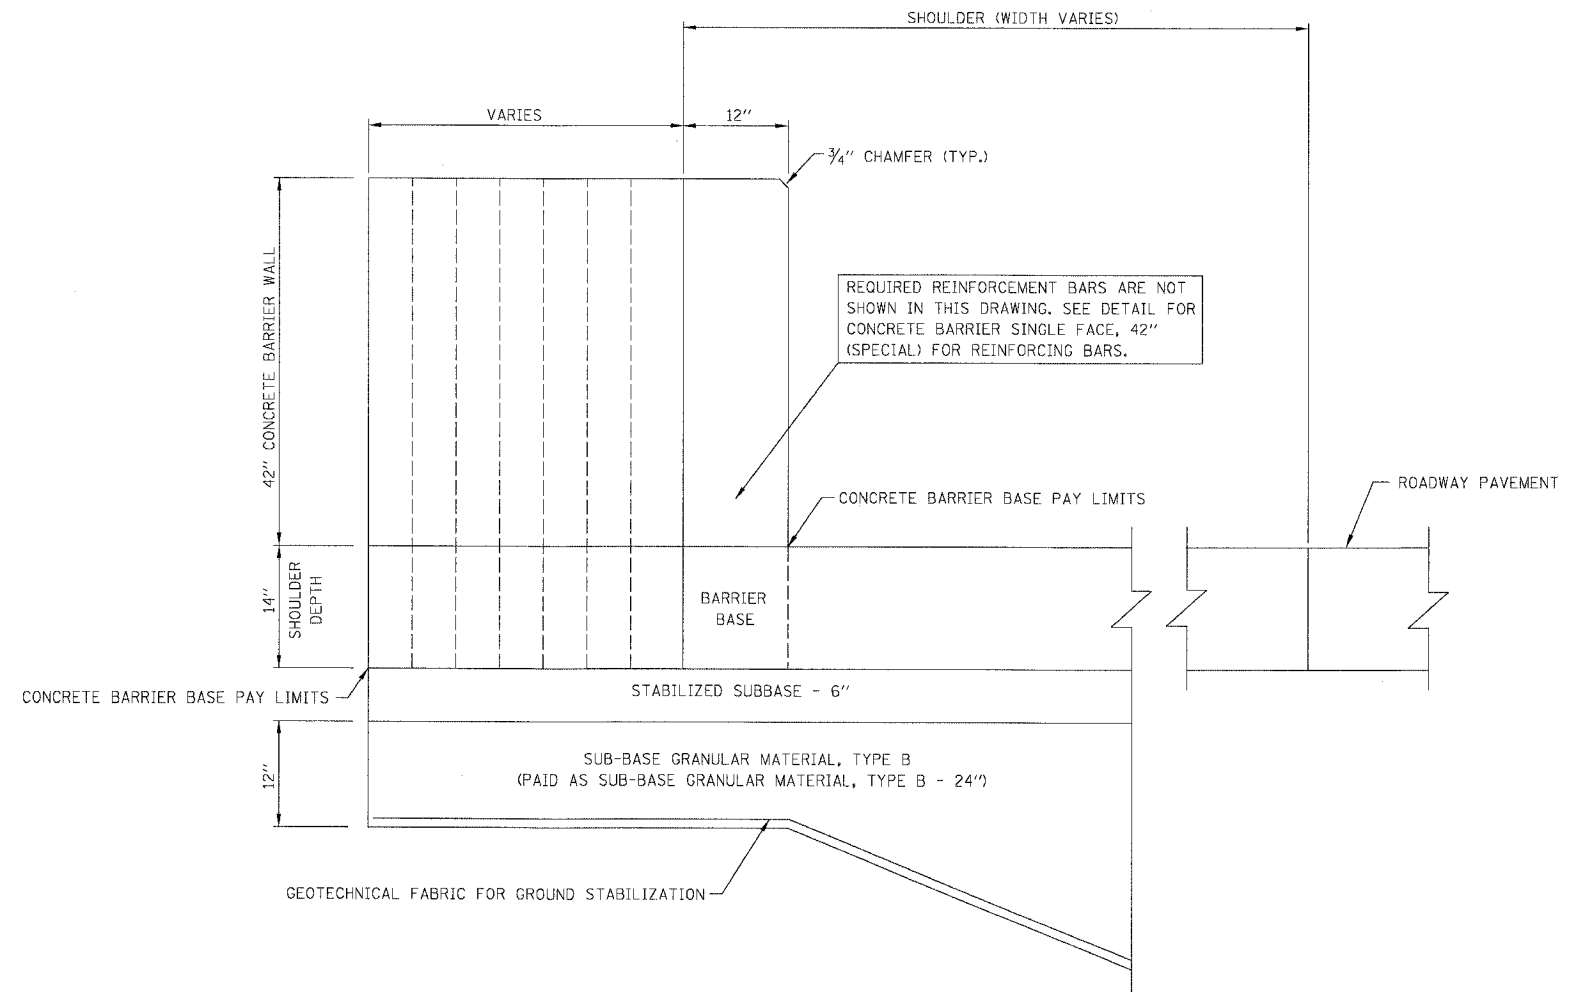 SHOULDER (WIDTH VARIES)
VARIES
12"
3/4" CHAMFER (TYP.)
42" CONCRETE BARRIER WALL
REQUIRED REINFORCEMENT BARS ARE NOT
SHOWN IN THIS DRAWING. SEE DETAIL FOR
CONCRETE BARRIER SINGLE FACE, 42"
(SPECIAL) FOR REINFORCING BARS.
ROADWAY PAVEMENT
CONCRETE BARRIER BASE PAY LIMITS
14"
SHOULDER
DEPTH
BARRIER
BASE
CONCRETE BARRIER BASE PAY LIMITS
STABILIZED SUBBASE - 6"
12"
SUB-BASE GRANULAR MATERIAL, TYPE B
(PAID AS SUB-BASE GRANULAR MATERIAL, TYPE B - 24")
GEOTECHNICAL FABRIC FOR GROUND STABILIZATION